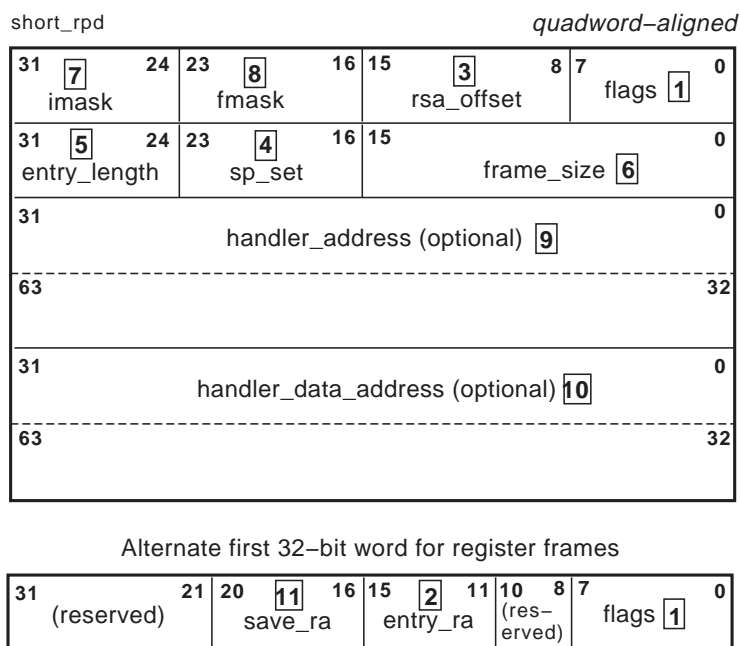 short_rpd quadword–aligned
31 7 24 23 8 16 15 3 8 7 0
imask fmask rsa_offset flags 1
31 5 24 23 4 16 15 0
entry_length sp_set frame_size 6
31 0
handler_address (optional) 9
63 32
31 0
handler_data_address (optional) 10
63 32
Alternate first 32–bit word for register frames
31 21 20 11 16 15 2 11 10 8 7 0
(reserved) save_ra entry_ra (res– flags 1
erved)